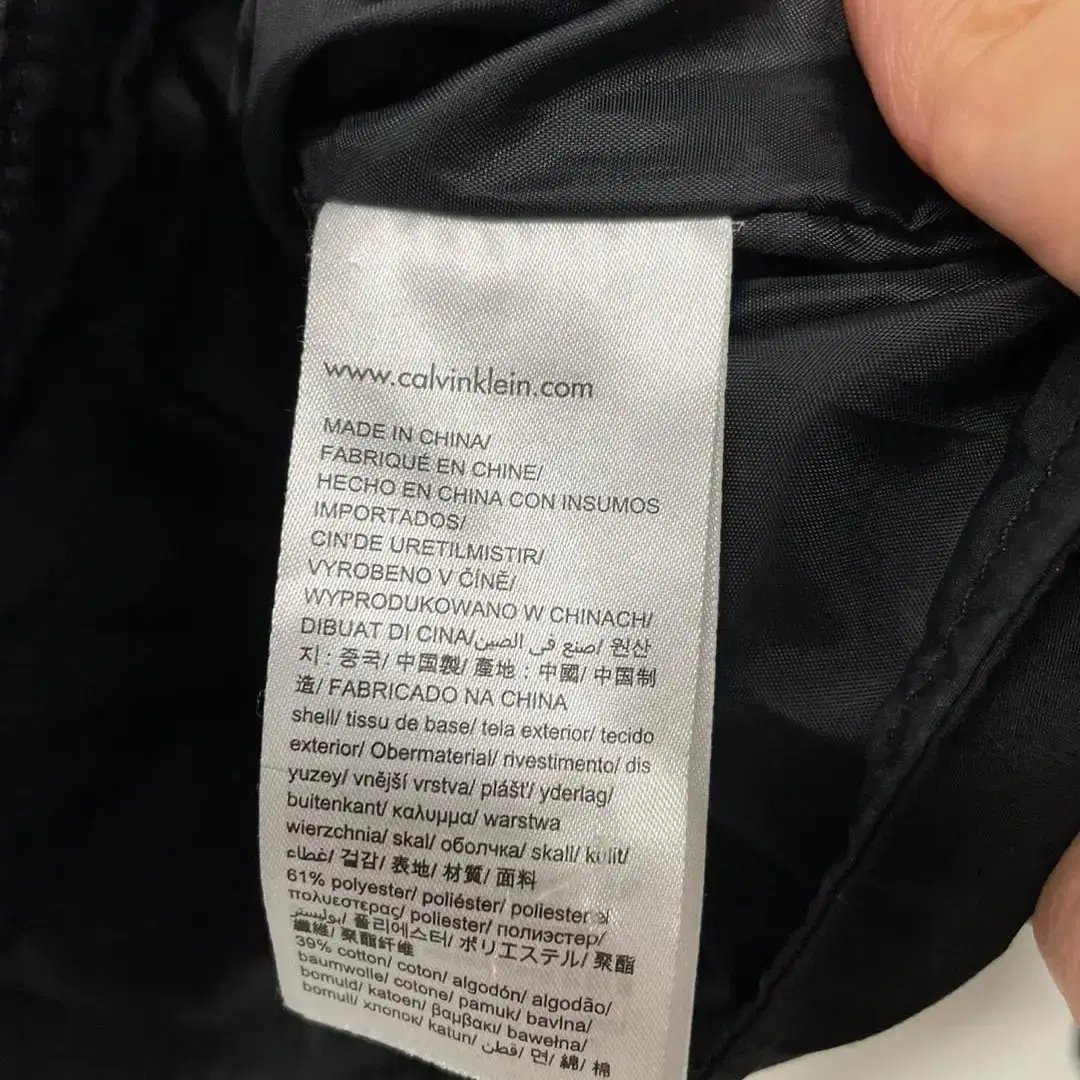 www.calvinklein.com
MADE IN CHINA/
FABRIQUÉ EN CHINE/
HECHO EN CHINA CON INSUMOS
IMPORTADOS/
CIN'DE URETILMISTIR/
VYROBENO V ČÍNĚ/
WYPRODUKOWANO W CHINACH/
DIBUAT DI CINA/صنع في الصين/ 원산
지 : 중국/ 中国製/ 產地 : 中國/ 中国制
造/ FABRICADO NA CHINA
shell/ tissu de base/ tela exterior/ tecido
exterior/ Obermaterial/ rivestimento/ dis
yuzey/ vnější vrstva/ plášť/ yderlag/
buitenkant/ καλυμμα/ warstwa
wierzchnia/ skal/ оболчка/ skall/ kulit/
غطاء/ 겉감/ 表地/ 材質/ 面料
61% polyester/ poliéster/ poliester
πολυεστερας/ poliester/ полиэстер/
بوليستر/ 폴리에스터/ ポリエステル/ 聚酯
纖維/ 聚酯纤维
39% cotton/ coton/ algodón/ algodão/
baumwolle/ cotone/ pamuk/ bavlna/
bomuld/ katoen/ βαμβακι/ bawełna/
bomull/ хлопок/ katun/ قطن/ 면/ 綿/ 棉